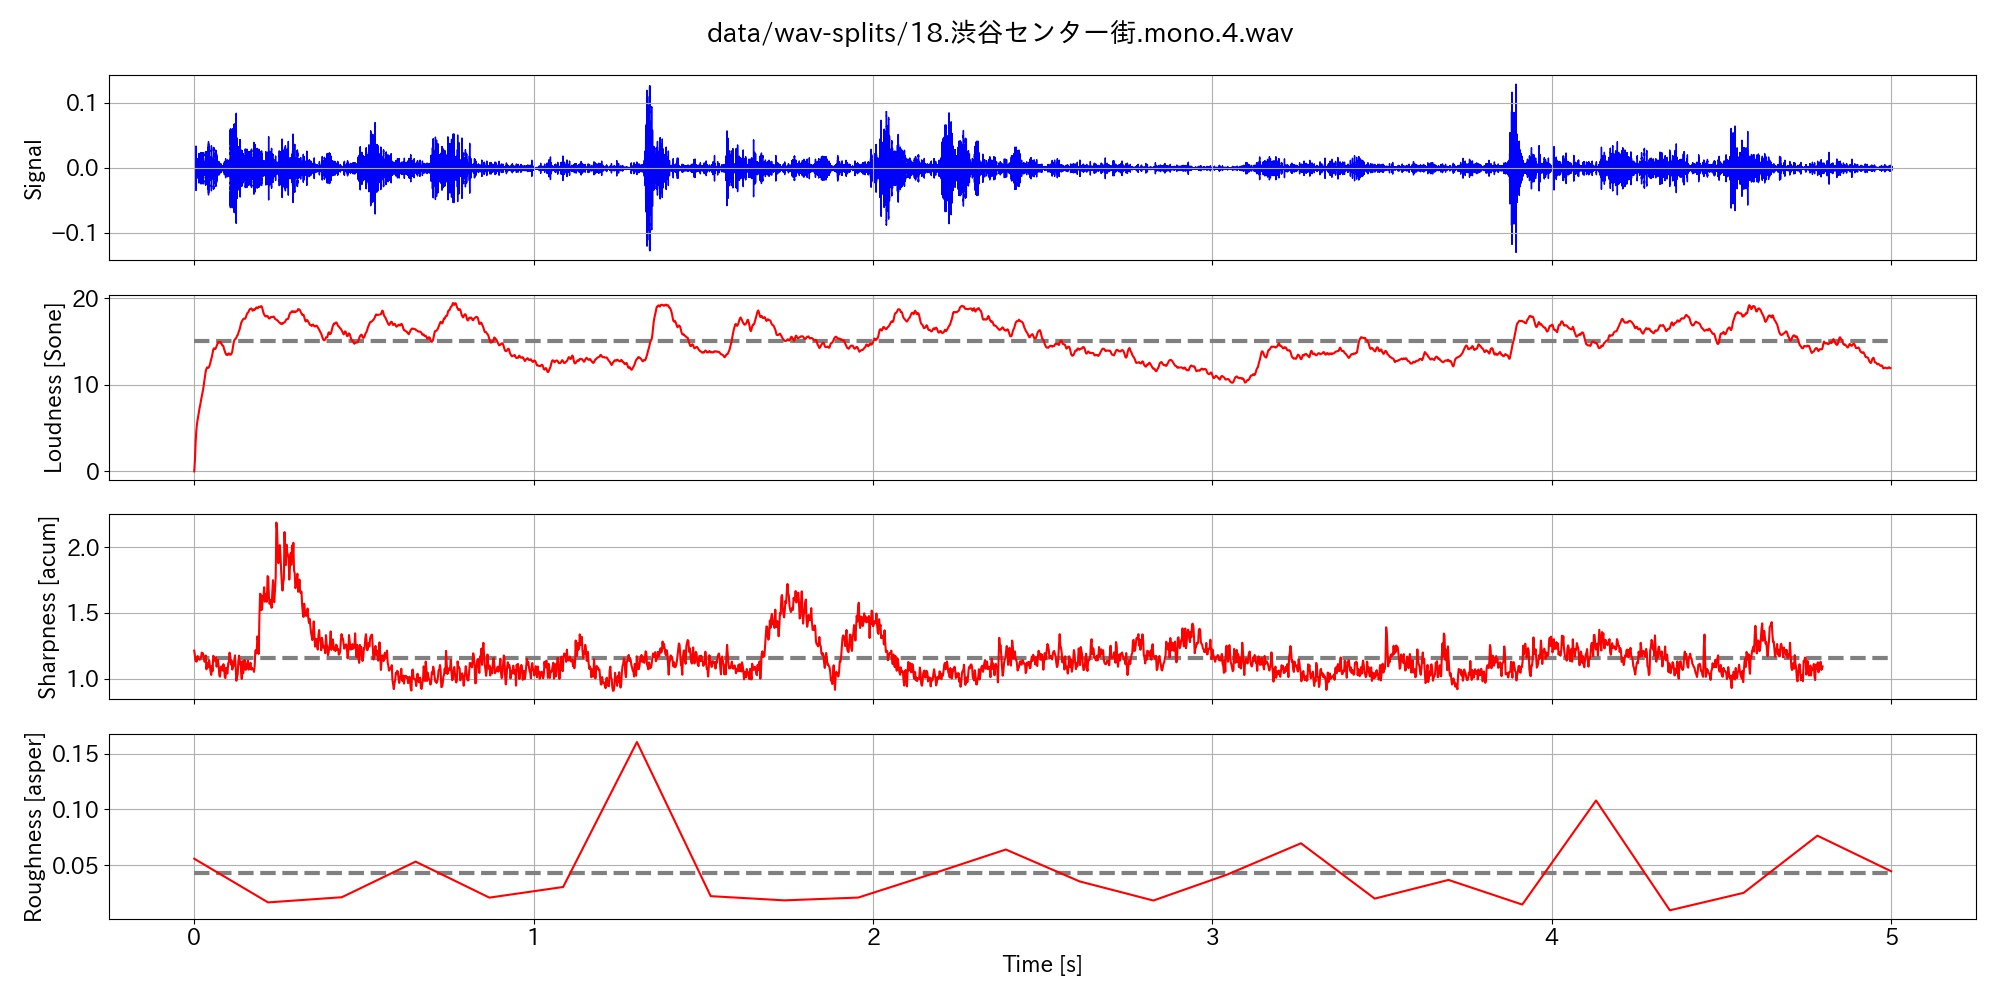 data/wav-splits/18.渋谷センター街.mono.4.wav
Signal
0.1
0.0
−0.1
Loudness [Sone]
20
10
0
Sharpness [acum]
2.0
1.5
1.0
Roughness [asper]
0.15
0.10
0.05
0 1 2 3 4 5
Time [s]